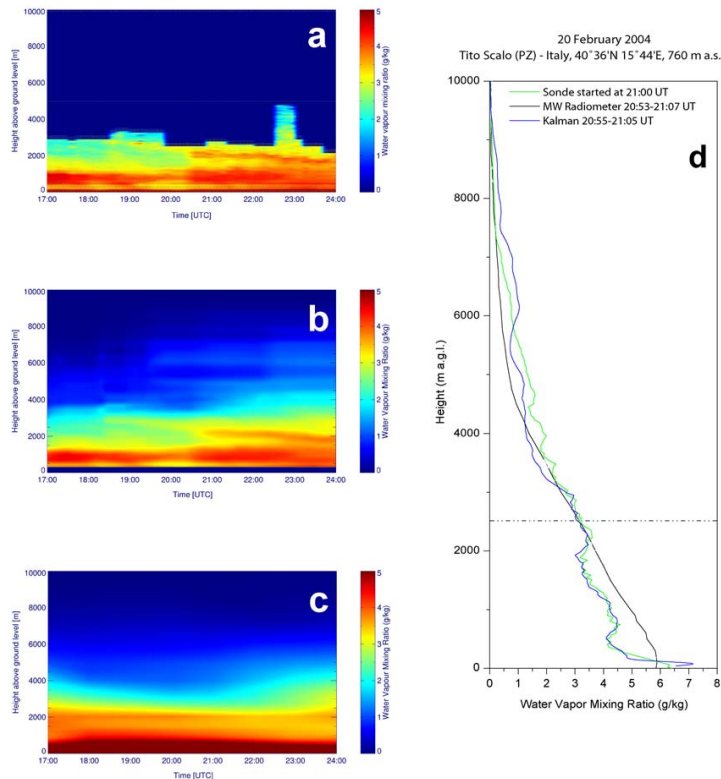 a
10000
8000
6000
4000
2000
0
Height above ground level [m]
17:00 18:00 19:00 20:00 21:00 22:00 23:00 24:00
Time [UTC]
5
4
3
2
1
0
Water vapour mixing ratio (g/kg)
b
10000
8000
6000
4000
2000
0
Height above ground level [m]
17:00 18:00 19:00 20:00 21:00 22:00 23:00 24:00
Time [UTC]
5
4
3
2
1
0
Water Vapour Mixing Ratio (g/kg)
c
10000
8000
6000
4000
2000
0
Height above ground level [m]
17:00 18:00 19:00 20:00 21:00 22:00 23:00 24:00
Time [UTC]
5
4
3
2
1
0
Water Vapour Mixing Ratio (g/kg)
20 February 2004
Tito Scalo (PZ) - Italy, 40°36'N 15°44'E, 760 m a.s.
Sonde started at 21:00 UT
MW Radiometer 20:53-21:07 UT
Kalman 20:55-21:05 UT
d
10000
8000
6000
4000
2000
0
Height (m a.g.l.)
0 1 2 3 4 5 6 7 8
Water Vapor Mixing Ratio (g/kg)